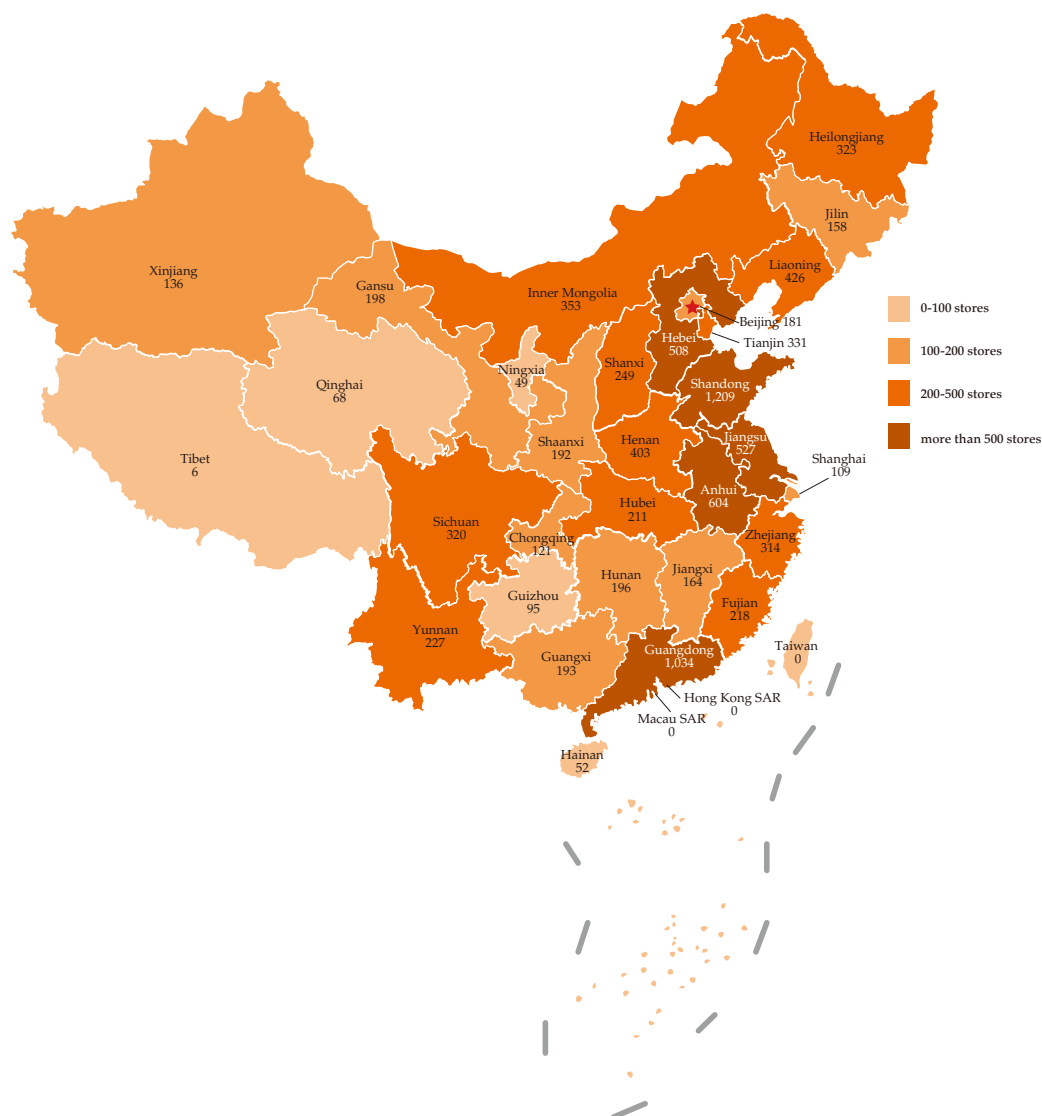 Heilongjiang
323
Jilin
158
Xinjiang
136
Gansu
198
Inner Mongolia
353
Liaoning
426
0-100 stores
Beijing 181
Hebei
508
Tianjin 331
100-200 stores
Shanxi
249
Ningxia
49
Qinghai
68
Shandong
1,209
200-500 stores
Shaanxi
192
Henan
403
Jiangsu
527
more than 500 stores
Tibet
6
Shanghai
109
Anhui
604
Hubei
211
Sichuan
320
Chongqing
121
Zhejiang
314
Hunan
196
Jiangxi
164
Guizhou
95
Fujian
218
Yunnan
227
Guangxi
193
Guangdong
1,034
Taiwan
0
Hong Kong SAR
0
Macau SAR
0
Hainan
52